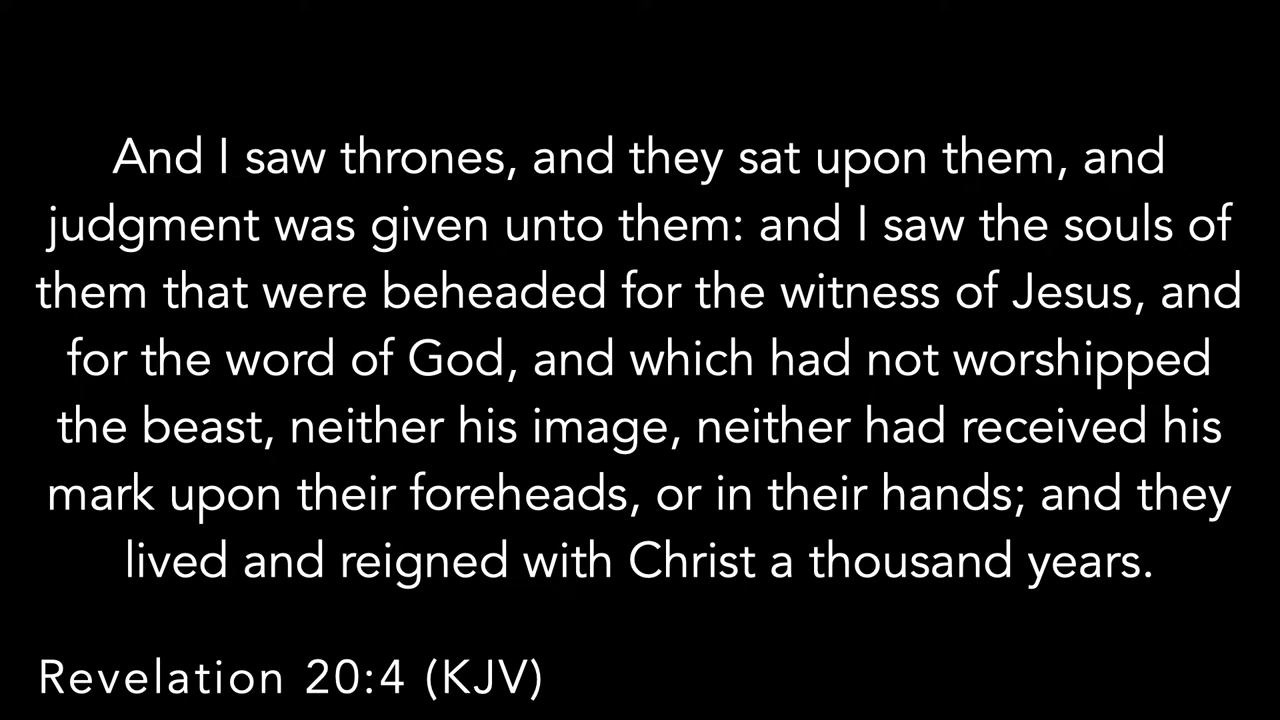 And I saw thrones, and they sat upon them, and
judgment was given unto them: and I saw the souls of
them that were beheaded for the witness of Jesus, and
for the word of God, and which had not worshipped
the beast, neither his image, neither had received his
mark upon their foreheads, or in their hands; and they
lived and reigned with Christ a thousand years.
Revelation 20:4 (KJV)